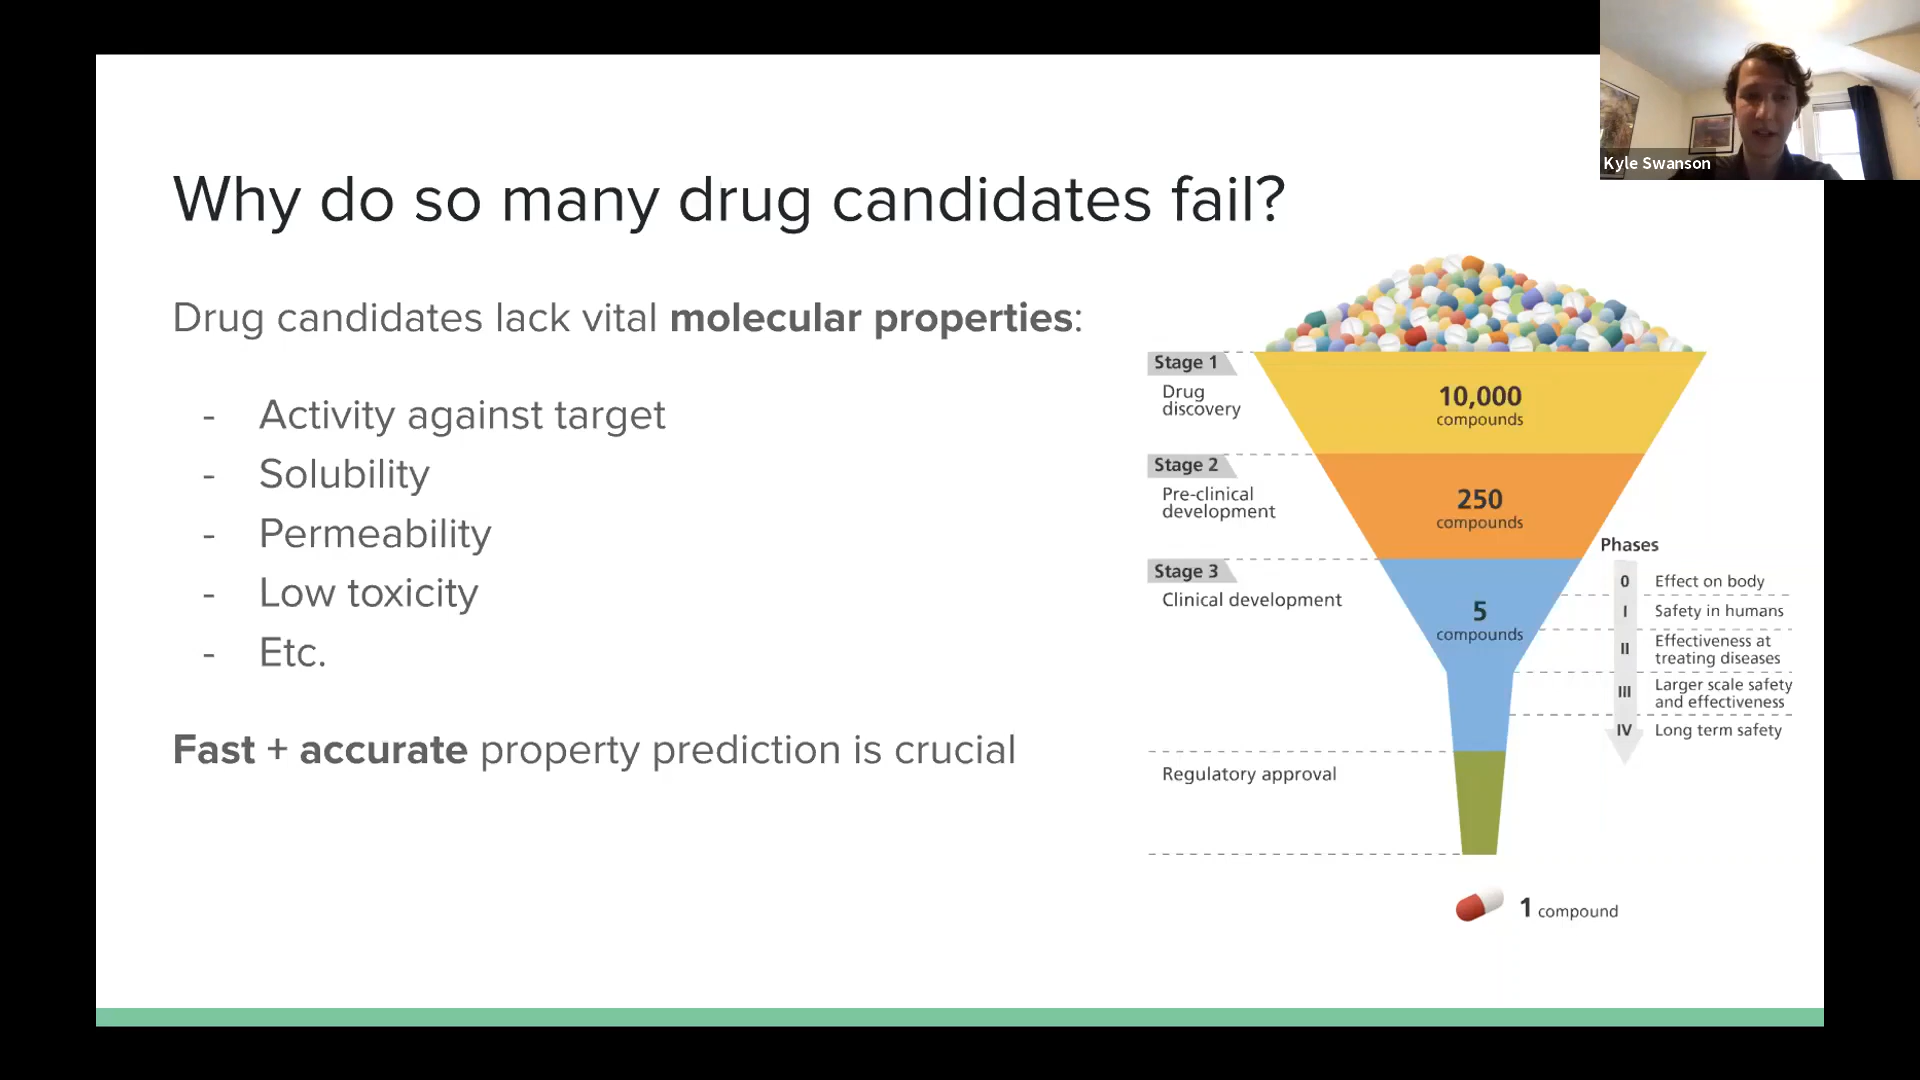 Kyle Swanson
Why do so many drug candidates fail?
Drug candidates lack vital molecular properties:
- Activity against target
- Solubility
- Permeability
- Low toxicity
- Etc.
Fast + accurate property prediction is crucial
Stage 1
Drug
discovery
10,000
compounds
Stage 2
Pre-clinical
development
250
compounds
Stage 3
Clinical development
5
compounds
Phases
0 Effect on body
I Safety in humans
II Effectiveness at
treating diseases
III Larger scale safety
and effectiveness
IV Long term safety
Regulatory approval
1 compound